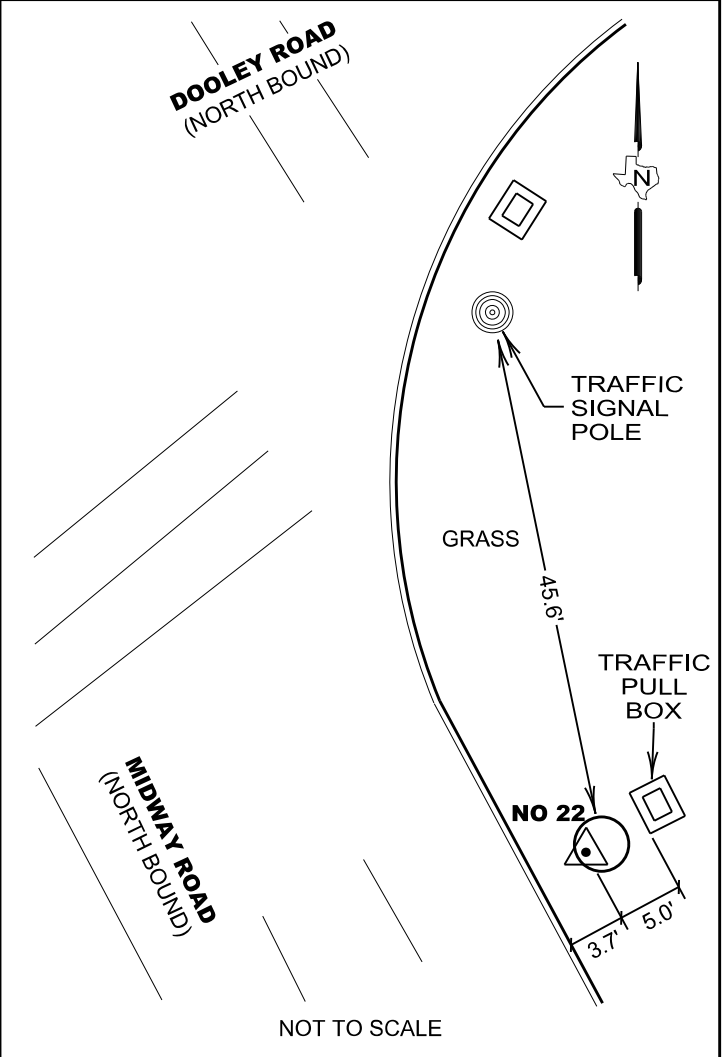 DOOLEY ROAD
(NORTH BOUND)
N
TRAFFIC
SIGNAL
POLE
GRASS
45.6'
TRAFFIC
PULL
BOX
NO 22
MIDWAY ROAD
(NORTH BOUND)
3.7'
5.0'
NOT TO SCALE